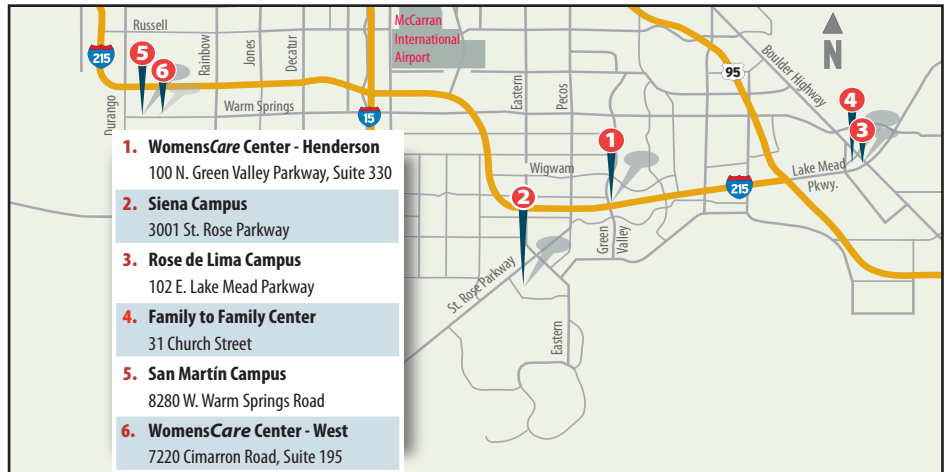 Russell
McCarran
International
Airport
215
5
6
Rainbow
Jones
Decatur
95
Boulder Highway
N
Durango
Warm Springs
15
Eastern
Pecos
4
3
1
Wigwam
Lake Mead
Pkwy.
215
2
Green
Valley
St. Rose Parkway
Eastern
1. WomensCare Center - Henderson
100 N. Green Valley Parkway, Suite 330
2. Siena Campus
3001 St. Rose Parkway
3. Rose de Lima Campus
102 E. Lake Mead Parkway
4. Family to Family Center
31 Church Street
5. San Martín Campus
8280 W. Warm Springs Road
6. WomensCare Center - West
7220 Cimarron Road, Suite 195